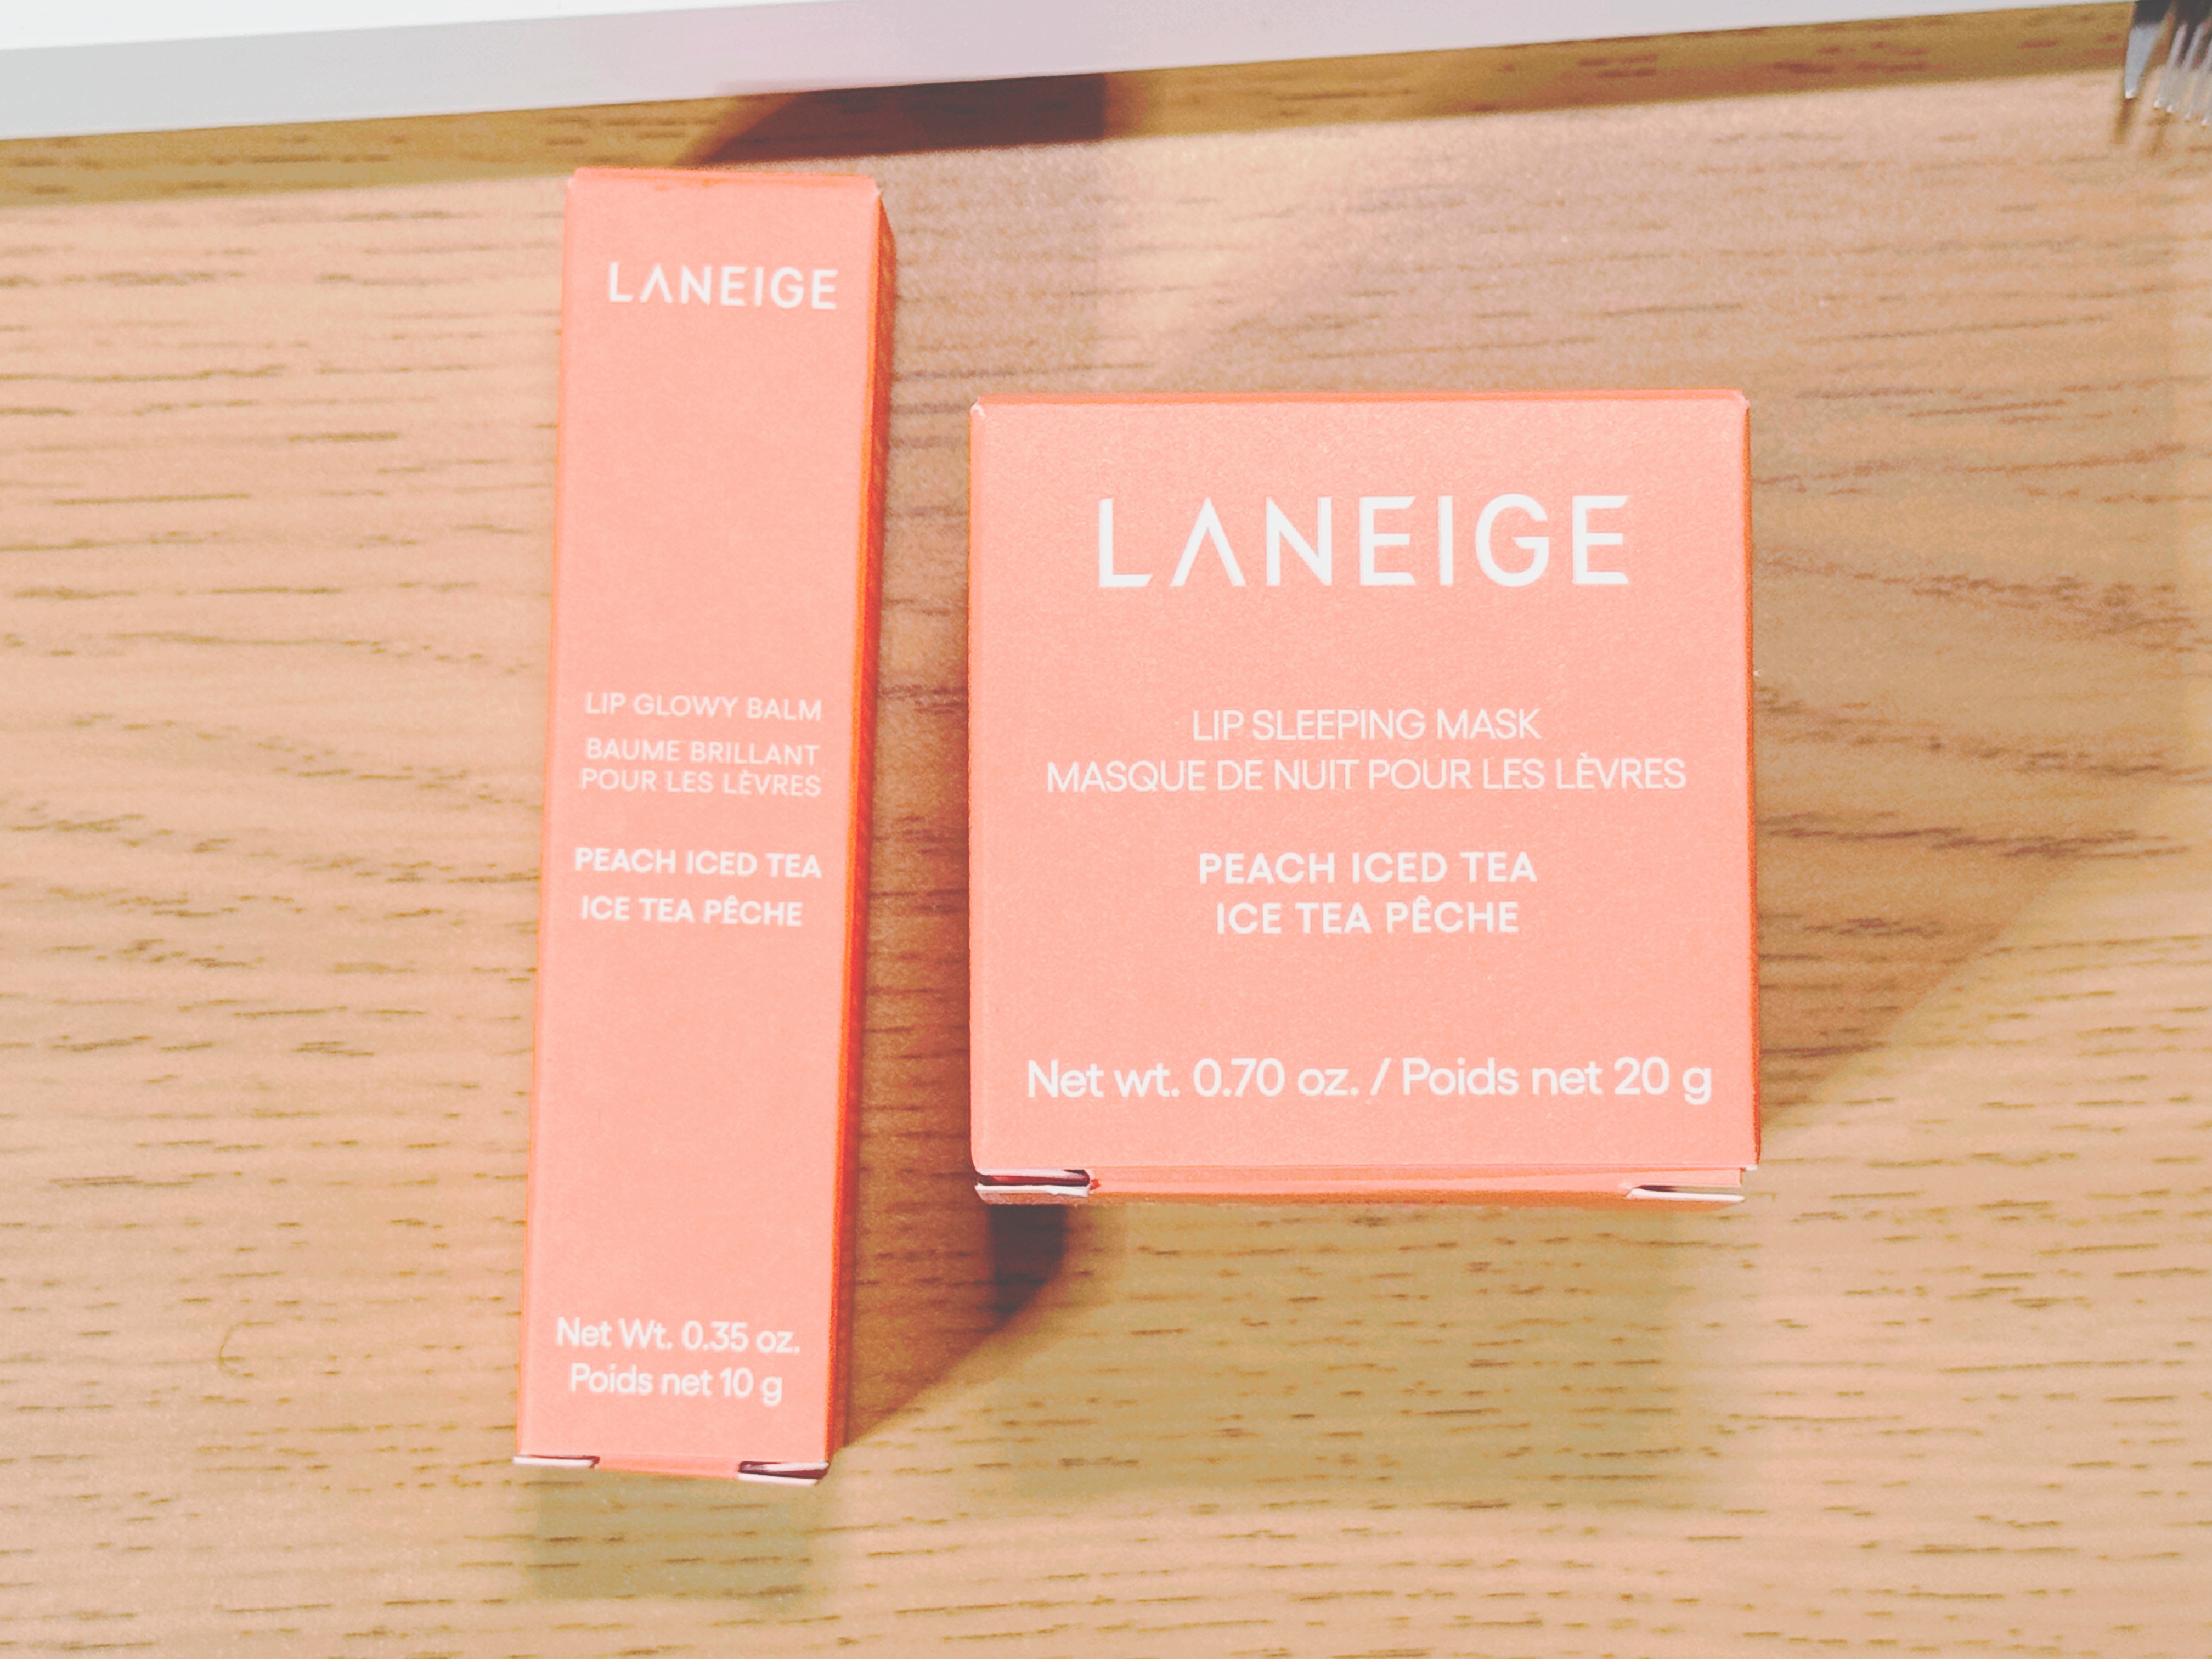 LANEIGE
LIP GLOWY BALM
BAUME BRILLANT
POUR LES LÈVRES
PEACH ICED TEA
ICE TEA PÊCHE
Net Wt. 0.35 oz.
Poids net 10 g
LANEIGE
LIP SLEEPING MASK
MASQUE DE NUIT POUR LES LÈVRES
PEACH ICED TEA
ICE TEA PÊCHE
Net wt. 0.70 oz. / Poids net 20 g